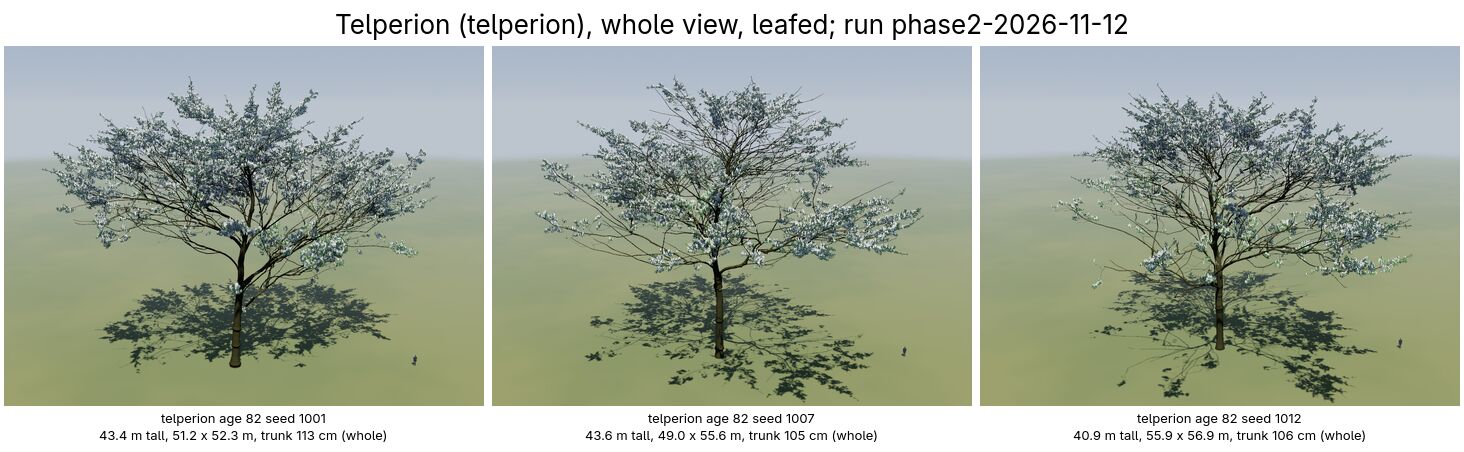 Telperion (telperion), whole view, leafed; run phase2-2026-11-12
telperion age 82 seed 1001
43.4 m tall, 51.2 x 52.3 m, trunk 113 cm (whole)
telperion age 82 seed 1007
43.6 m tall, 49.0 x 55.6 m, trunk 105 cm (whole)
telperion age 82 seed 1012
40.9 m tall, 55.9 x 56.9 m, trunk 106 cm (whole)